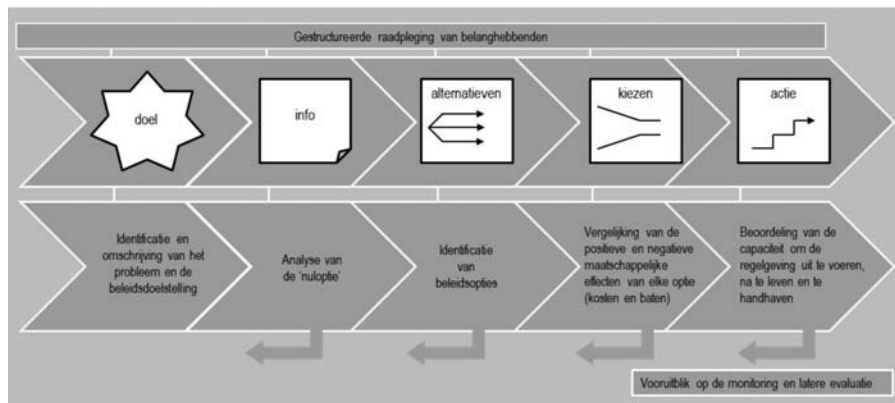 Gestructureerde raadpleging van belanghebbenden
doel
info
alternatieven
kiezen
actie
Identificatie en
omschrijving van het
probleem en de
beleidsdoelstelling
Analyse van
de 'nuloptie'
Identificatie
van
beleidsopties
Vergelijking van de
positieve en negatieve
maatschappelijke
effecten van elke optie
(kosten en baten)
Beoordeling van de
capaciteit om de
regelgeving uit te voeren,
na te leven en te
handhaven
Vooruitblik op de monitoring en latere evaluatie